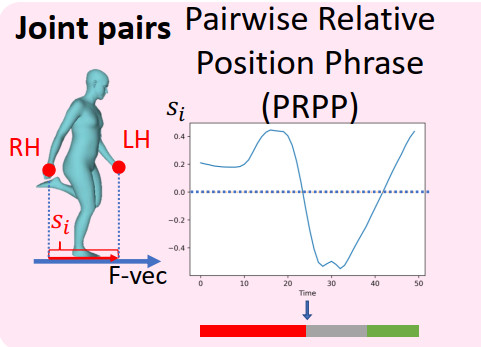 Joint pairs
Pairwise Relative
Position Phrase
(PRPP)
RH
LH
s_i
F-vec
s_i
0.4
0.2
0.0
−0.2
−0.4
0 10 20 30 40 50
Time